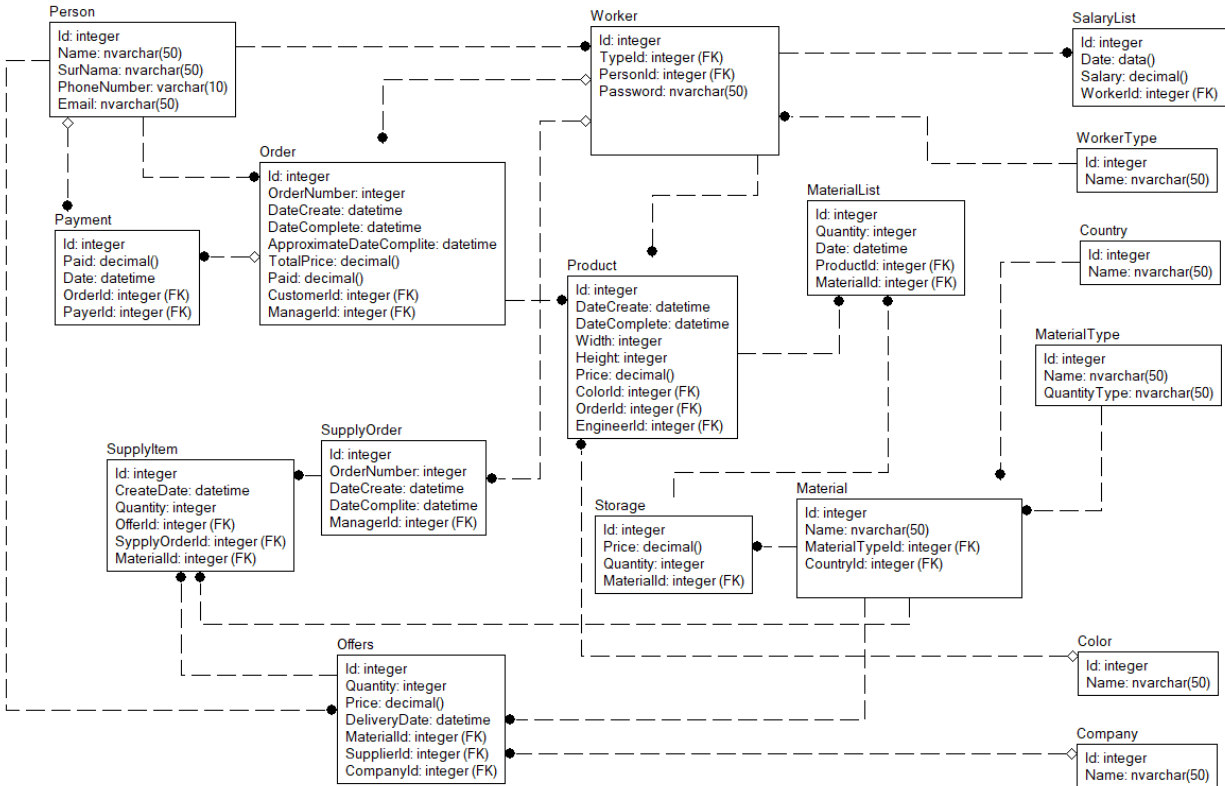 Person
Id: integer
Name: nvarchar(50)
SurNama: nvarchar(50)
PhoneNumber: varchar(10)
Email: nvarchar(50)
Worker
Id: integer
TypeId: integer (FK)
PersonId: integer (FK)
Password: nvarchar(50)
SalaryList
Id: integer
Date: data()
Salary: decimal()
WorkerId: integer (FK)
WorkerType
Id: integer
Name: nvarchar(50)
Order
Id: integer
OrderNumber: integer
DateCreate: datetime
DateComplete: datetime
ApproximateDateComplite: datetime
TotalPrice: decimal()
Paid: decimal()
CustomerId: integer (FK)
ManagerId: integer (FK)
Payment
Id: integer
Paid: decimal()
Date: datetime
OrderId: integer (FK)
PayerId: integer (FK)
MaterialList
Id: integer
Quantity: integer
Date: datetime
ProductId: integer (FK)
MaterialId: integer (FK)
Country
Id: integer
Name: nvarchar(50)
Product
Id: integer
DateCreate: datetime
DateComplete: datetime
Width: integer
Height: integer
Price: decimal()
ColorId: integer (FK)
OrderId: integer (FK)
EngineerId: integer (FK)
MaterialType
Id: integer
Name: nvarchar(50)
QuantityType: nvarchar(50)
SupplyItem
Id: integer
CreateDate: datetime
Quantity: integer
OfferId: integer (FK)
SypplyOrderId: integer (FK)
MaterialId: integer (FK)
SupplyOrder
Id: integer
OrderNumber: integer
DateCreate: datetime
DateComplite: datetime
ManagerId: integer (FK)
Storage
Id: integer
Price: decimal()
Quantity: integer
MaterialId: integer (FK)
Material
Id: integer
Name: nvarchar(50)
MaterialTypeId: integer (FK)
CountryId: integer (FK)
Offers
Id: integer
Quantity: integer
Price: decimal()
DeliveryDate: datetime
MaterialId: integer (FK)
SupplierId: integer (FK)
CompanyId: integer (FK)
Color
Id: integer
Name: nvarchar(50)
Company
Id: integer
Name: nvarchar(50)